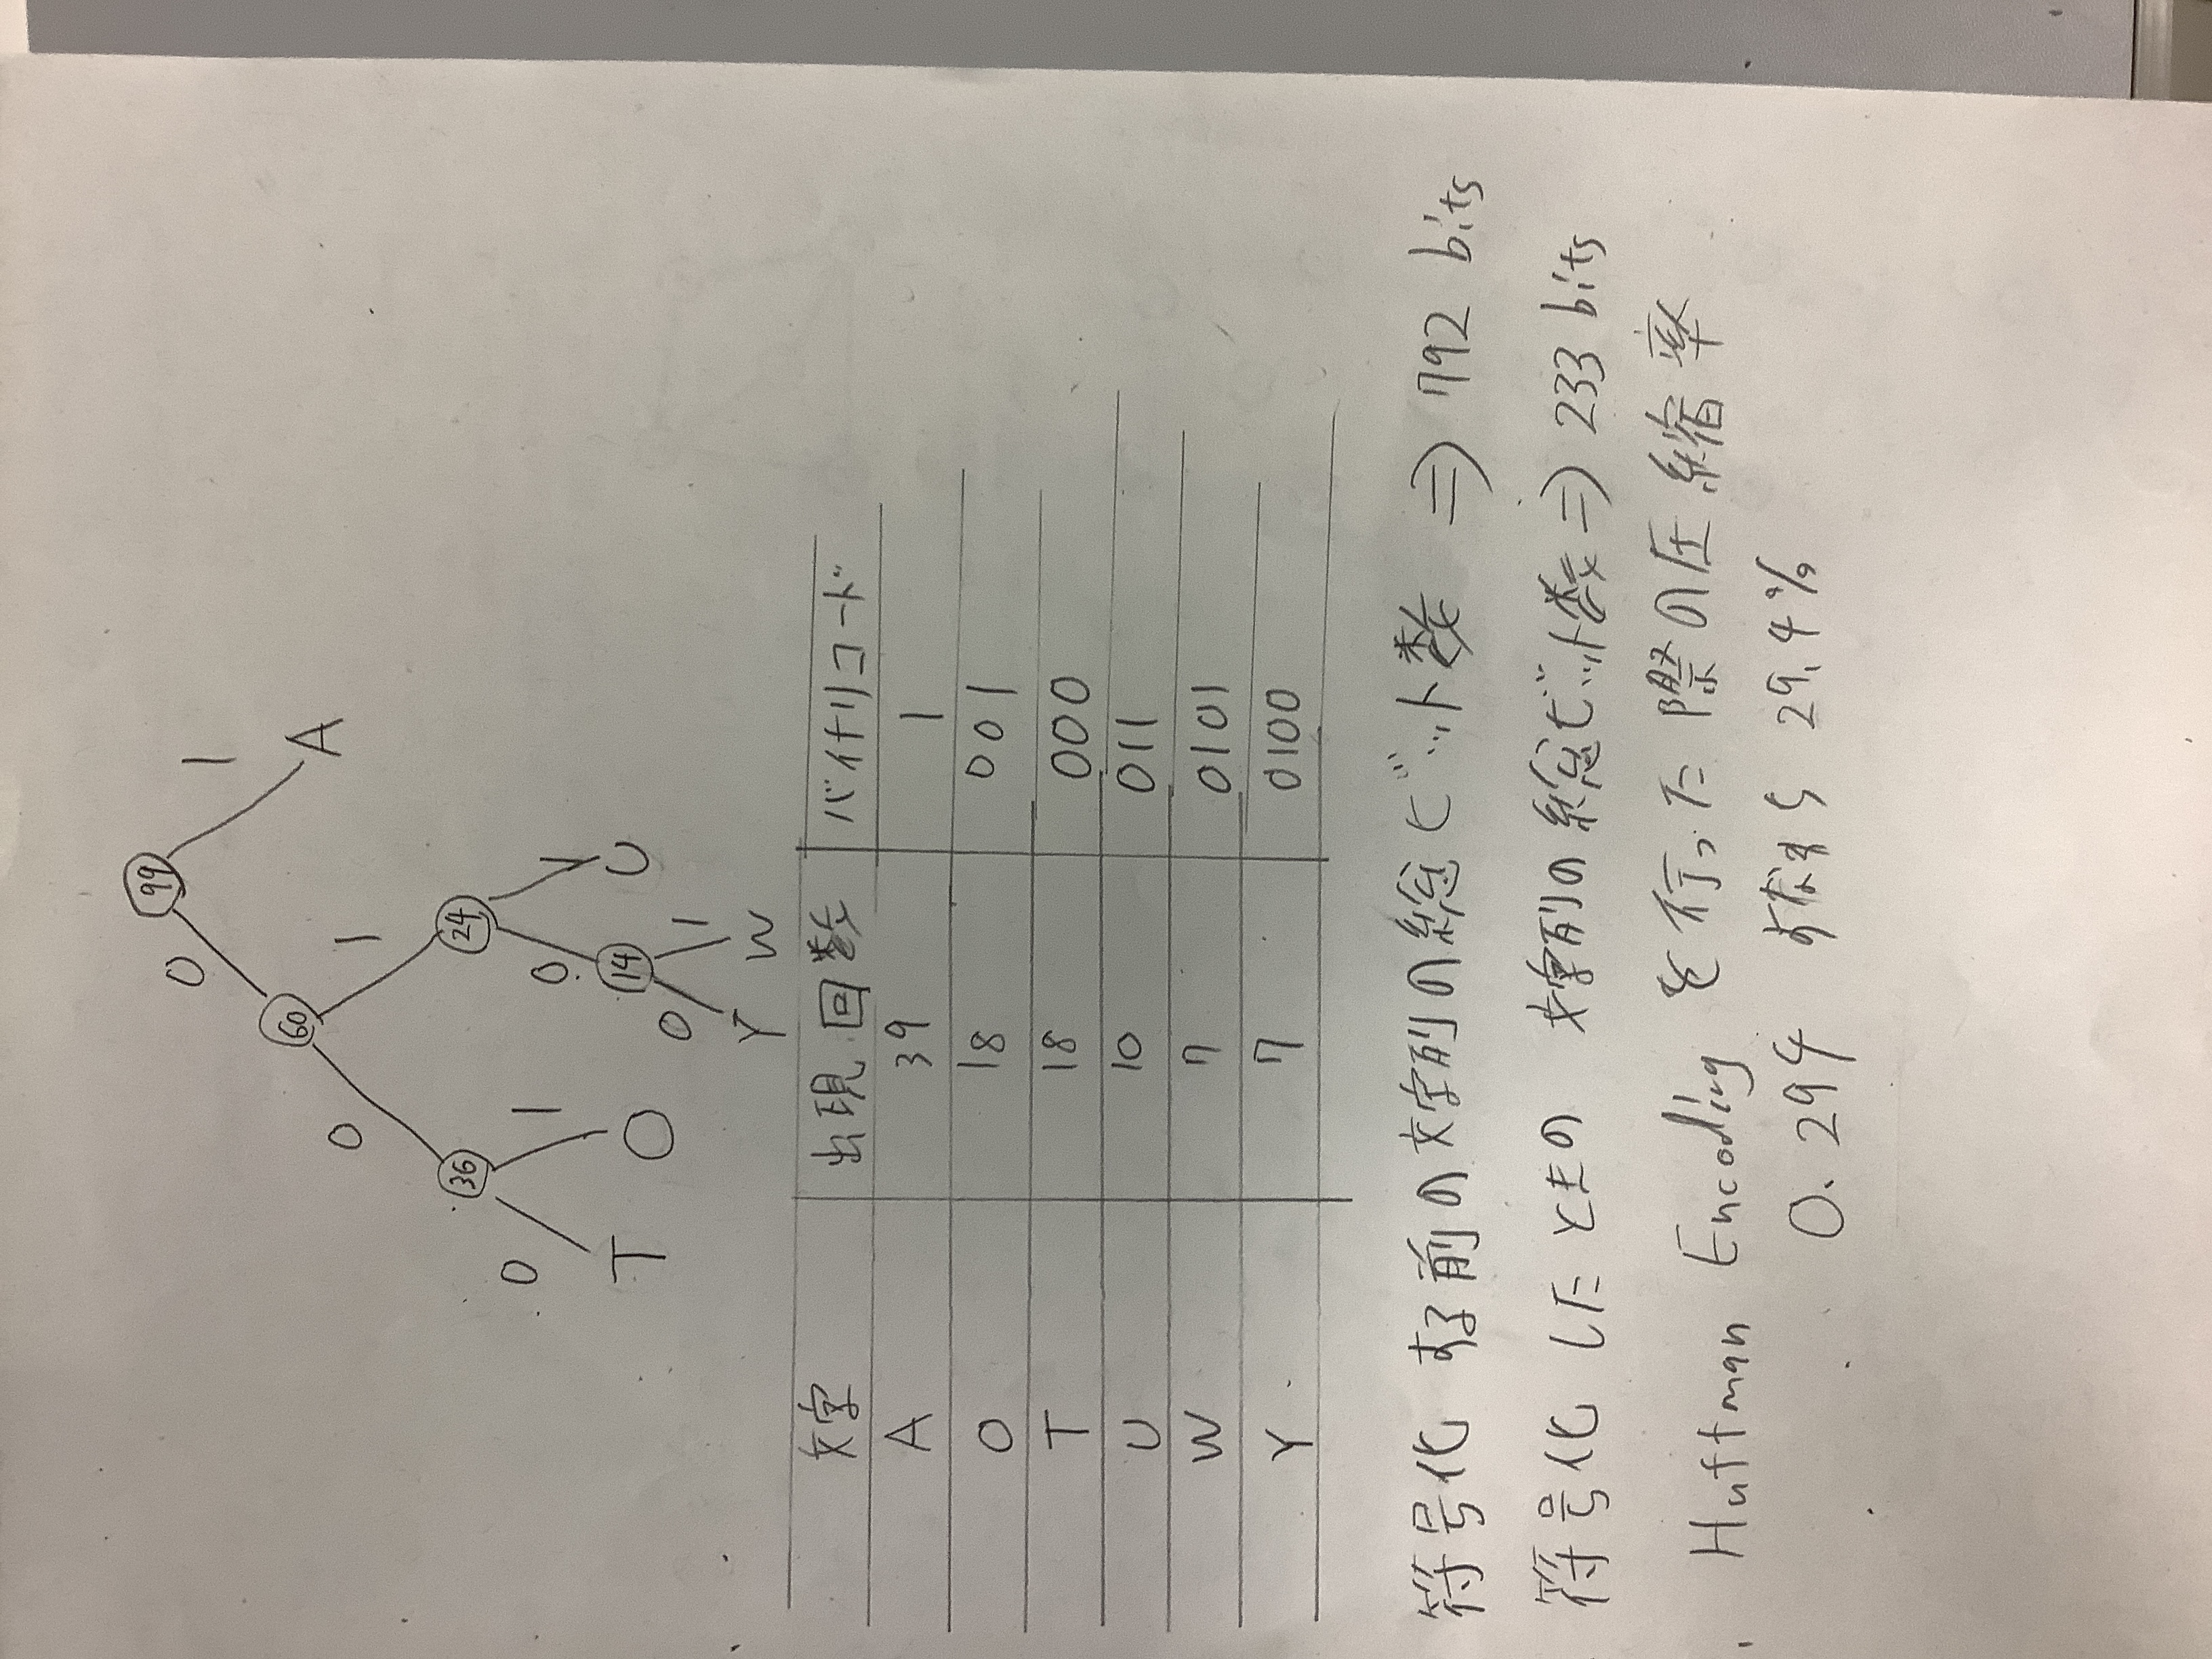 99
0 1
60 A
0 1
36 24
0 1 0 1
T O 14 U
0 1
Y W
文字 出現回数 バイナリコード
A 39 1
O 18 001
T 18 000
U 10 011
W 7 0101
Y 7 0100
符号化する前の文字列の総ビット数 ⇒ 792 bits
符号化したときの 文字列の総ビット数 ⇒ 233 bits
Huffman Encoding を行った際の圧縮率
0.294 すなわち 29.4%